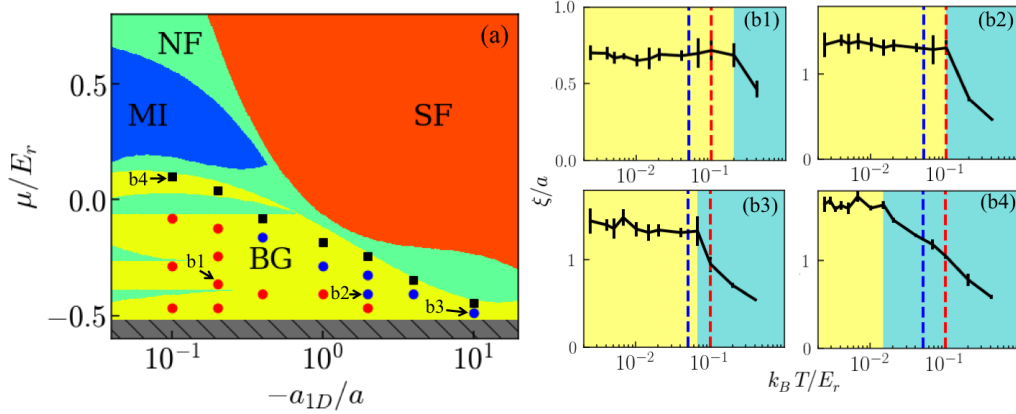 (a)
NF
MI
SF
BG
b4
b1
b2
b3
0.5
0.0
−0.5
μ/E_r
10^{-1}
10^0
10^1
−a_{1D}/a
(b1)
1.0
0.5
0.0
10^{-2}
10^{-1}
(b2)
1
0
10^{-2}
10^{-1}
ξ/a
(b3)
1
0
10^{-2}
10^{-1}
(b4)
1
0
10^{-2}
10^{-1}
k_B T/E_r